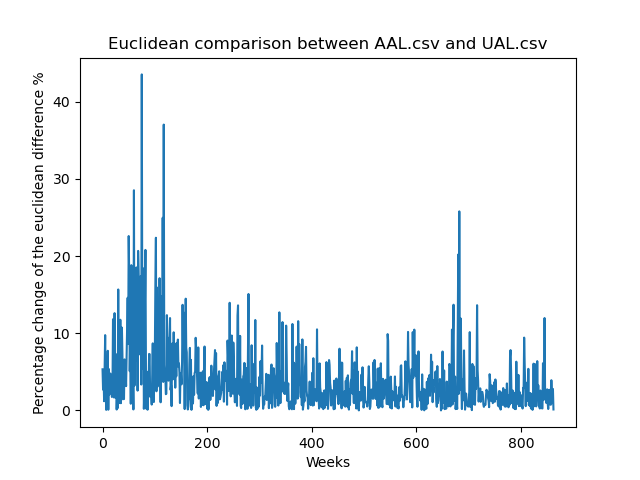 Euclidean comparison between AAL.csv and UAL.csv
Percentage change of the euclidean difference %
40
30
20
10
0
0 200 400 600 800
Weeks